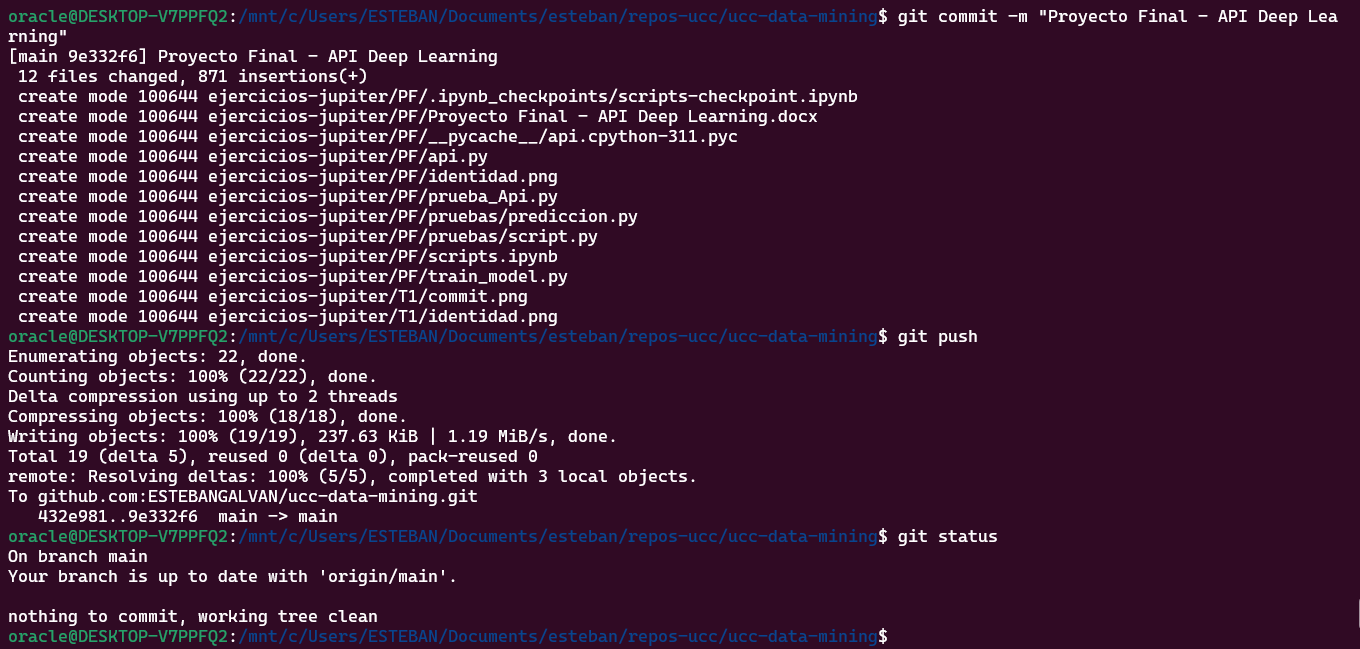 oracle@DESKTOP-V7PPFQ2:/mnt/c/Users/ESTEBAN/Documents/esteban/repos-ucc/ucc-data-mining$ git commit -m "Proyecto Final - API Deep Lea
rning"
[main 9e332f6] Proyecto Final - API Deep Learning
 12 files changed, 871 insertions(+)
 create mode 100644 ejercicios-jupiter/PF/.ipynb_checkpoints/scripts-checkpoint.ipynb
 create mode 100644 ejercicios-jupiter/PF/Proyecto Final - API Deep Learning.docx
 create mode 100644 ejercicios-jupiter/PF/__pycache__/api.cpython-311.pyc
 create mode 100644 ejercicios-jupiter/PF/api.py
 create mode 100644 ejercicios-jupiter/PF/identidad.png
 create mode 100644 ejercicios-jupiter/PF/prueba_Api.py
 create mode 100644 ejercicios-jupiter/PF/pruebas/prediccion.py
 create mode 100644 ejercicios-jupiter/PF/pruebas/script.py
 create mode 100644 ejercicios-jupiter/PF/scripts.ipynb
 create mode 100644 ejercicios-jupiter/PF/train_model.py
 create mode 100644 ejercicios-jupiter/T1/commit.png
 create mode 100644 ejercicios-jupiter/T1/identidad.png
oracle@DESKTOP-V7PPFQ2:/mnt/c/Users/ESTEBAN/Documents/esteban/repos-ucc/ucc-data-mining$ git push
Enumerating objects: 22, done.
Counting objects: 100% (22/22), done.
Delta compression using up to 2 threads
Compressing objects: 100% (18/18), done.
Writing objects: 100% (19/19), 237.63 KiB | 1.19 MiB/s, done.
Total 19 (delta 5), reused 0 (delta 0), pack-reused 0
remote: Resolving deltas: 100% (5/5), completed with 3 local objects.
To github.com:ESTEBANGALVAN/ucc-data-mining.git
   432e981..9e332f6  main -> main
oracle@DESKTOP-V7PPFQ2:/mnt/c/Users/ESTEBAN/Documents/esteban/repos-ucc/ucc-data-mining$ git status
On branch main
Your branch is up to date with 'origin/main'.

nothing to commit, working tree clean
oracle@DESKTOP-V7PPFQ2:/mnt/c/Users/ESTEBAN/Documents/esteban/repos-ucc/ucc-data-mining$